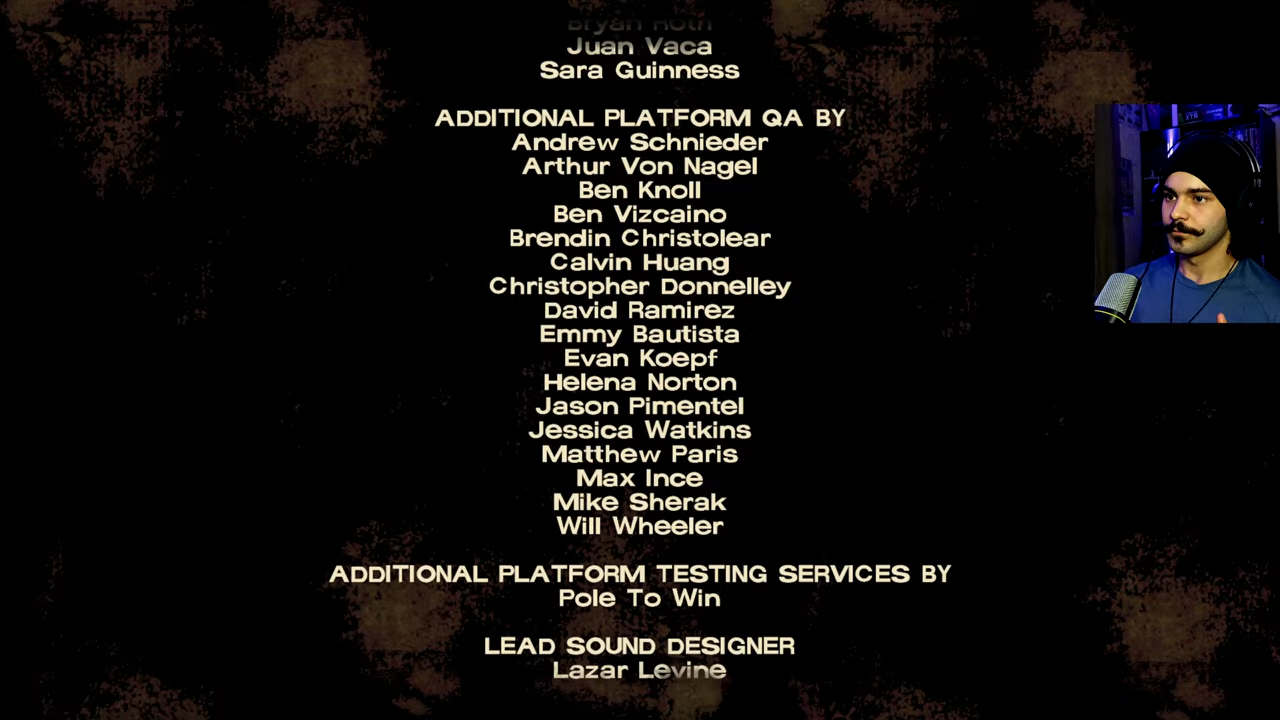 Bryan Roth
Juan Vaca
Sara Guinness
ADDITIONAL PLATFORM QA BY
Andrew Schnieder
Arthur Von Nagel
Ben Knoll
Ben Vizcaino
Brendin Christolear
Calvin Huang
Christopher Donnelley
David Ramirez
Emmy Bautista
Evan Koepf
Helena Norton
Jason Pimentel
Jessica Watkins
Matthew Paris
Max Ince
Mike Sherak
Will Wheeler
ADDITIONAL PLATFORM TESTING SERVICES BY
Pole To Win
LEAD SOUND DESIGNER
Lazar Levine